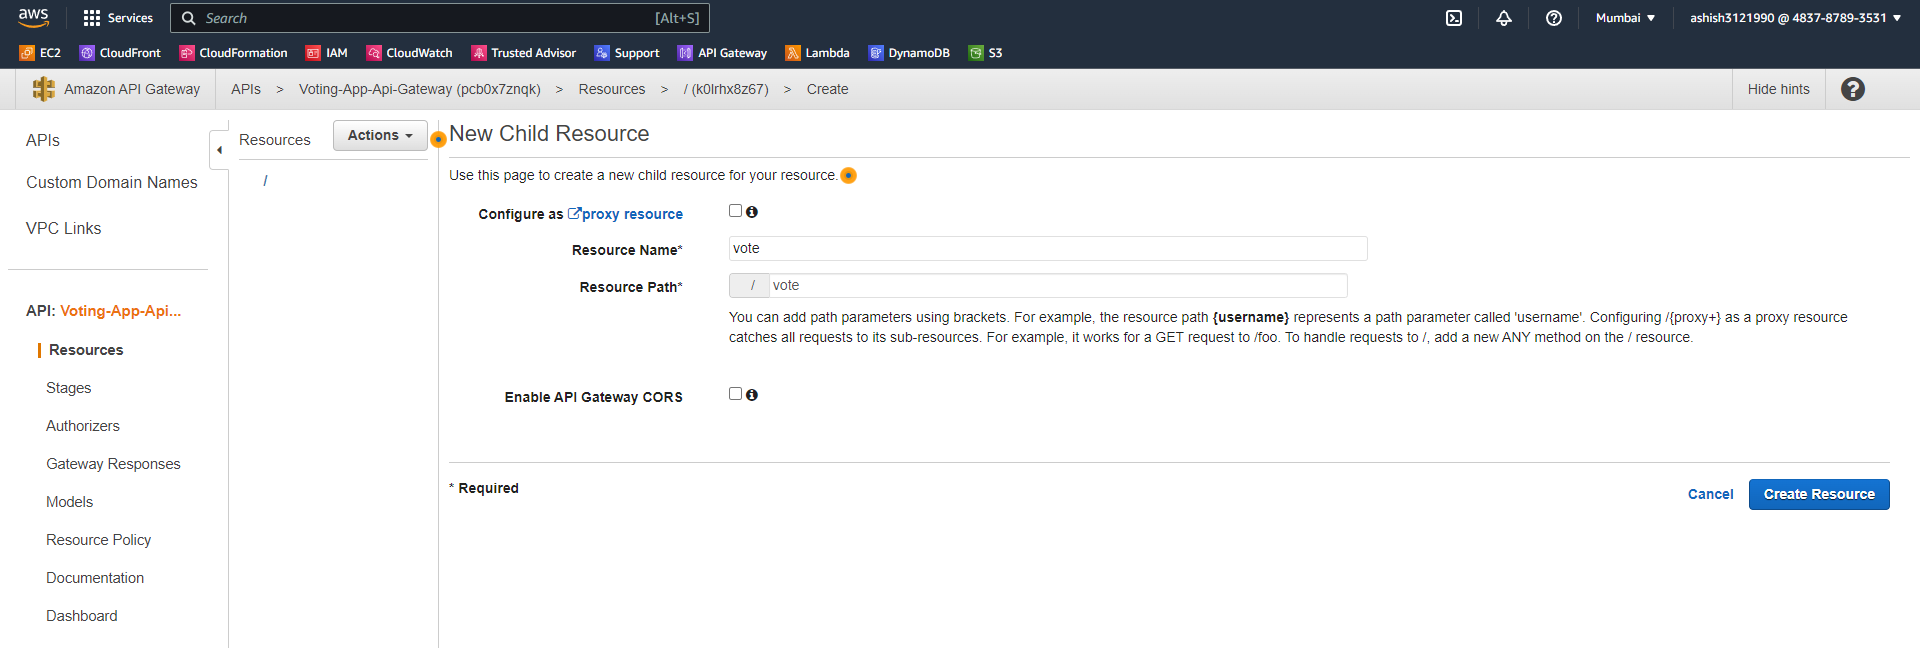 aws Services Search [Alt+S] Mumbai ashish3121990 @ 4837-8789-3531
EC2 CloudFront CloudFormation IAM CloudWatch Trusted Advisor Support API Gateway Lambda DynamoDB S3
Amazon API Gateway APIs > Voting-App-Api-Gateway (pcb0x7znqk) > Resources > / (k0lrhx8z67) > Create Hide hints
APIs
Custom Domain Names
VPC Links
API: Voting-App-Api...
Resources
Stages
Authorizers
Gateway Responses
Models
Resource Policy
Documentation
Dashboard
Resources Actions
/
New Child Resource
Use this page to create a new child resource for your resource.
Configure as proxy resource
Resource Name* vote
Resource Path* / vote
You can add path parameters using brackets. For example, the resource path {username} represents a path parameter called 'username'. Configuring /{proxy+} as a proxy resource
catches all requests to its sub-resources. For example, it works for a GET request to /foo. To handle requests to /, add a new ANY method on the / resource.
Enable API Gateway CORS
* Required
Cancel Create Resource